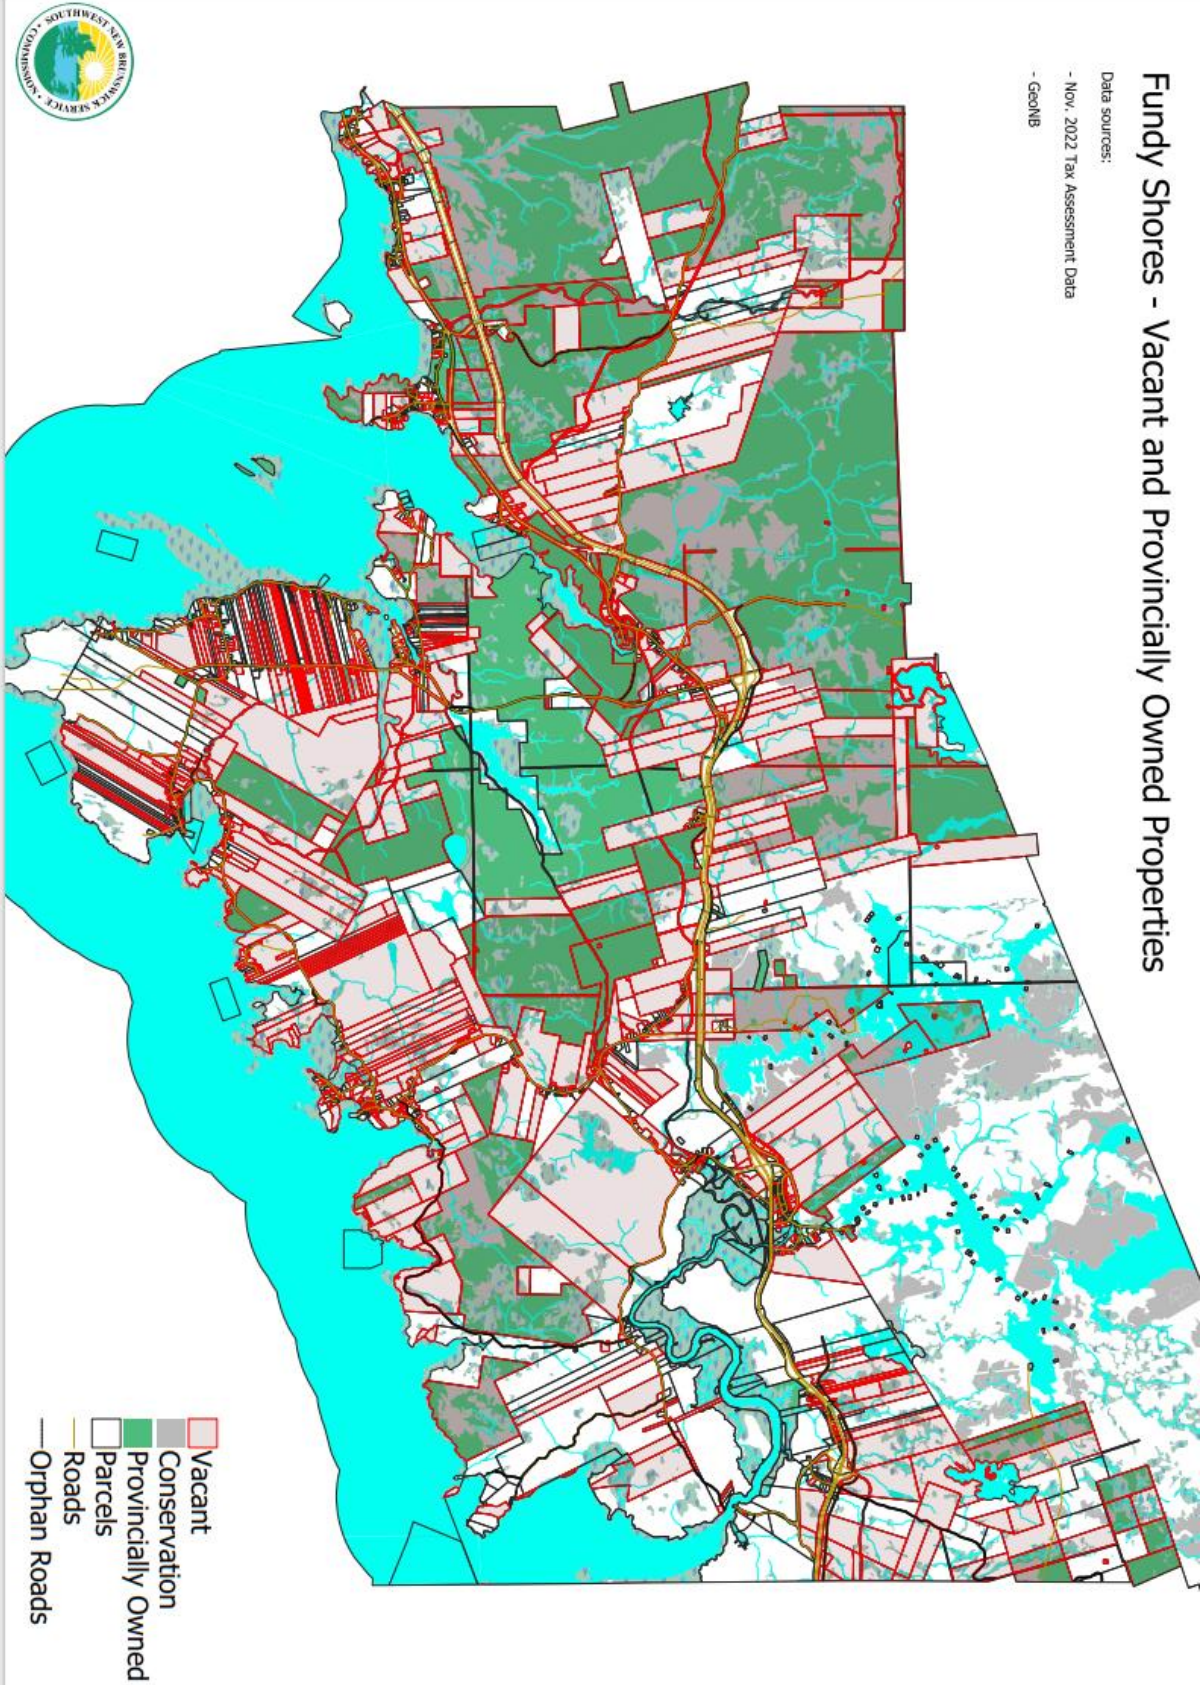 Fundy Shores - Vacant and Provincially Owned Properties
Data sources:
- Nov. 2022 Tax Assessment Data
- GeoNB
SOUTHWEST NEW BRUNSWICK SERVICE
• COMMISSION •
Vacant
Conservation
Provincially Owned
Parcels
Roads
Orphan Roads